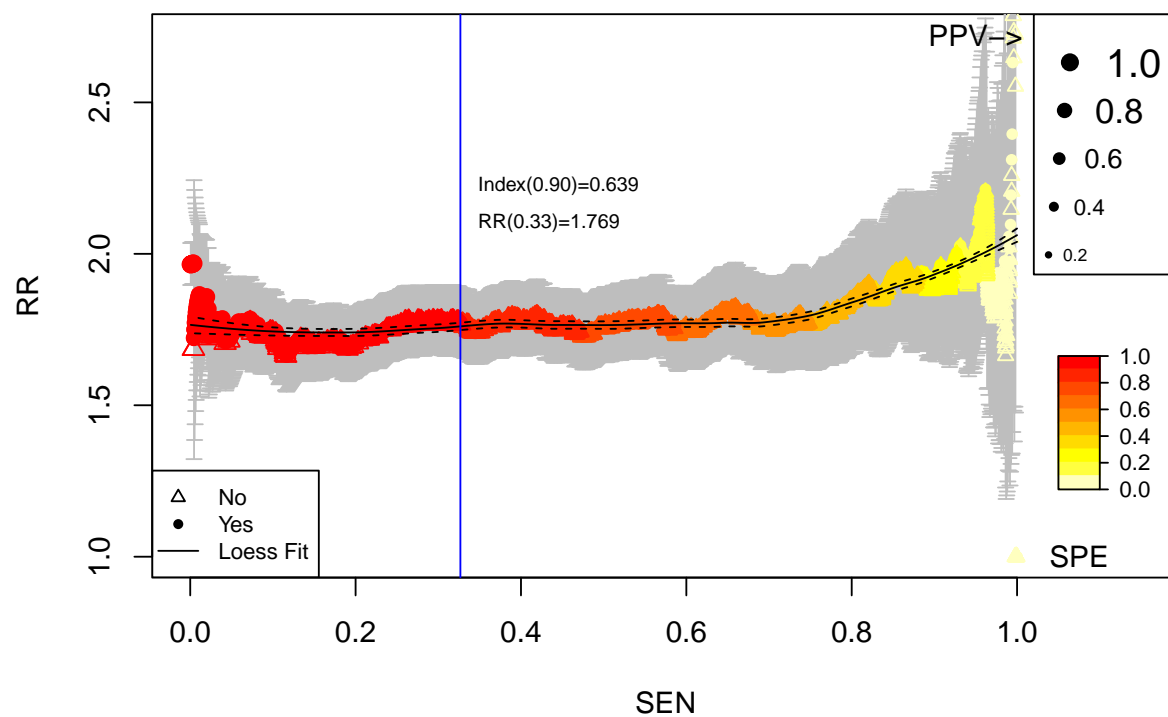 PPV−>
1.0
0.8
0.6
0.4
0.2
Index(0.90)=0.639
RR(0.33)=1.769
RR
2.5
2.0
1.5
1.0
1.0
0.8
0.6
0.4
0.2
0.0
SPE
No
Yes
Loess Fit
0.0 0.2 0.4 0.6 0.8 1.0
SEN